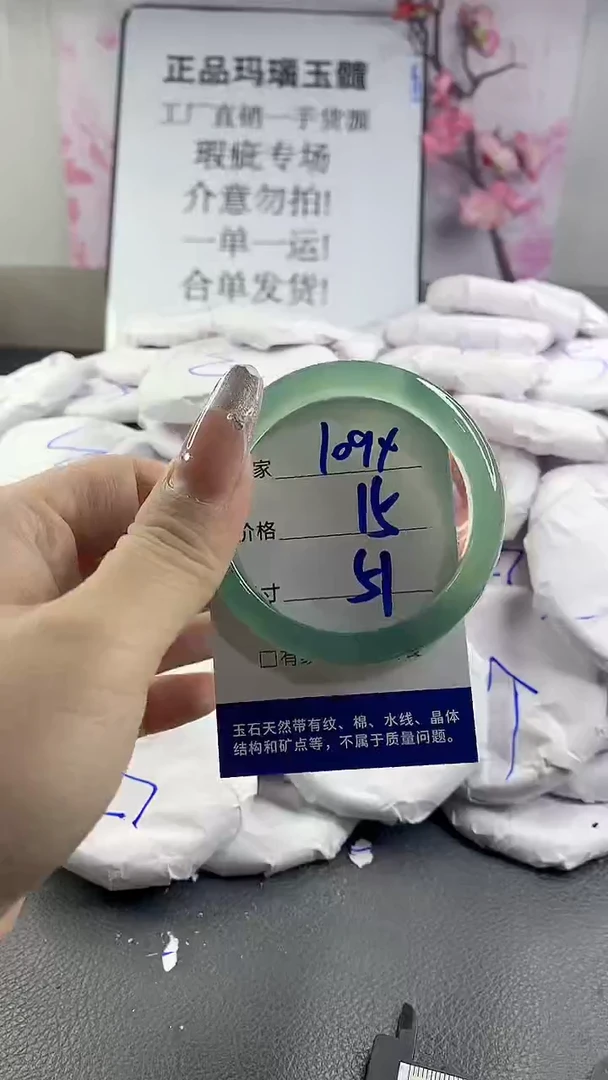 正品玛瑙玉髓
工厂直销一手货源
瑕疵专场
介意勿拍!
一单一运!
合单发货!
家 1094
价格 15
寸 51
□有
玉石天然带有纹、棉、水线、晶体
结构和矿点等，不属于质量问题。